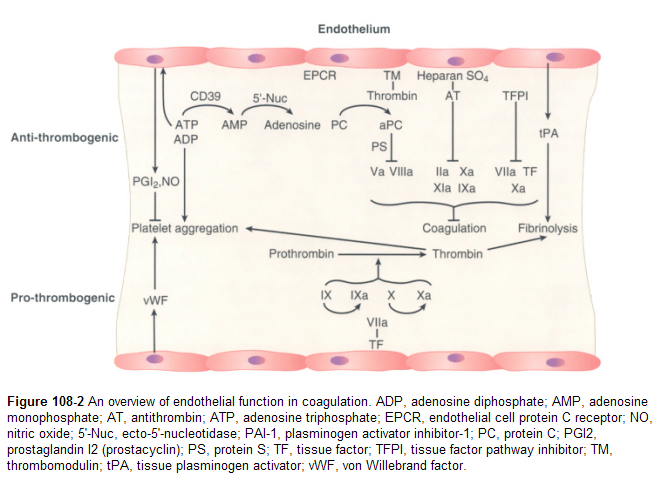 Endothelium
EPCR TM Heparan SO4
CD39 5'-Nuc Thrombin AT TFPI
ATP AMP Adenosine PC aPC
ADP
Anti-thrombogenic
tPA
PS
Va VIIIa IIa Xa VIIa TF
PGI2,NO XIa IXa Xa
Platelet aggregation Coagulation Fibrinolysis
Prothrombin Thrombin
Pro-thrombogenic vWF IX IXa X Xa
VIIa
TF
Figure 108-2 An overview of endothelial function in coagulation. ADP, adenosine diphosphate; AMP, adenosine
monophosphate; AT, antithrombin; ATP, adenosine triphosphate; EPCR, endothelial cell protein C receptor; NO,
nitric oxide; 5'-Nuc, ecto-5'-nucleotidase; PAI-1, plasminogen activator inhibitor-1; PC, protein C; PGI2,
prostaglandin I2 (prostacyclin); PS, protein S; TF, tissue factor; TFPI, tissue factor pathway inhibitor; TM,
thrombomodulin; tPA, tissue plasminogen activator; vWF, von Willebrand factor.